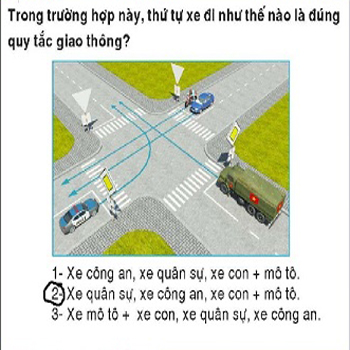 Trong trường hợp này, thứ tự xe đi như thế nào là đúng
quy tắc giao thông?
1- Xe công an, xe quân sự, xe con + mô tô.
2- Xe quân sự, xe công an, xe con + mô tô.
3- Xe mô tô + xe con, xe quân sự, xe công an.